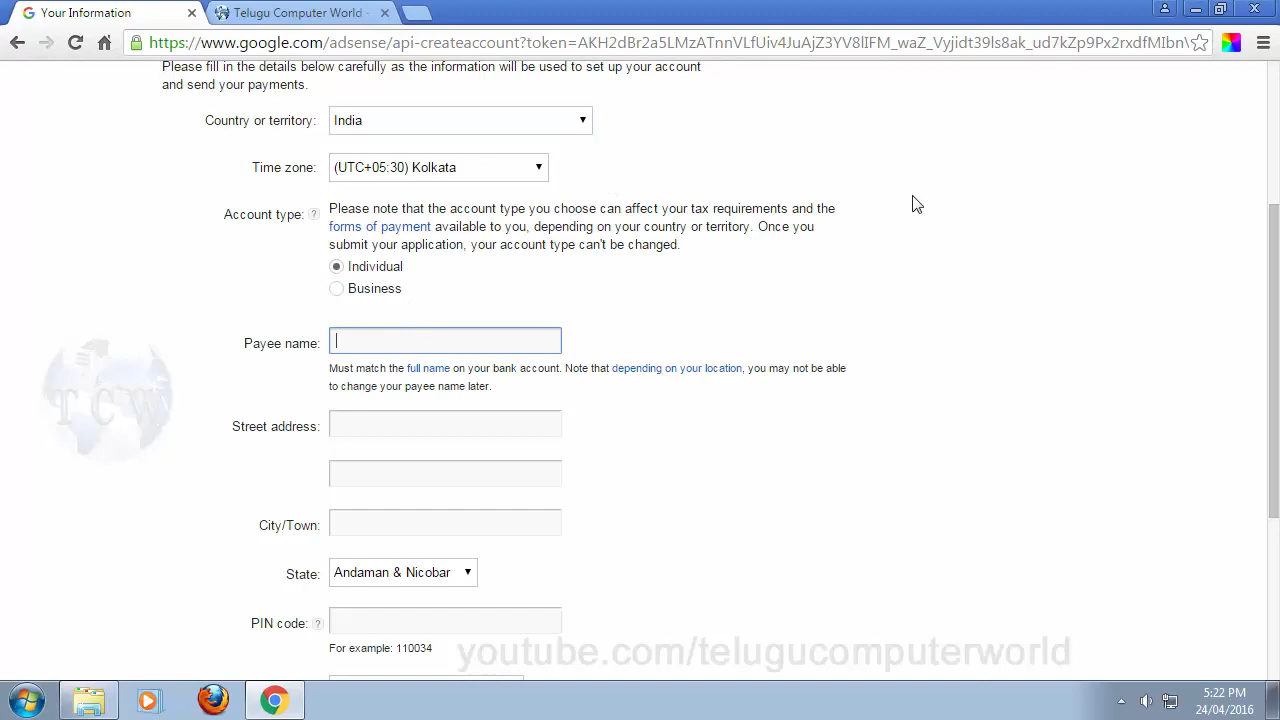 Your Information
Telugu Computer World -
https://www.google.com/adsense/api-createaccount?token=AKH2dBr2a5LMzATnnVLfUiv4JuAjZ3YV8lIFM_waZ_Vyjidt39ls8ak_ud7kZp9Px2rxdfMIbnV
Please fill in the details below carefully as the information will be used to set up your account
and send your payments.
Country or territory: India
Time zone: (UTC+05:30) Kolkata
Account type: ? Please note that the account type you choose can affect your tax requirements and the
forms of payment available to you, depending on your country or territory. Once you
submit your application, your account type can't be changed.
Individual
Business
Payee name:
Must match the full name on your bank account. Note that depending on your location, you may not be able
to change your payee name later.
TCW
Street address:
City/Town:
State: Andaman & Nicobar
PIN code: ?
For example: 110034
youtube.com/telugucomputerworld
5:22 PM
24/04/2016